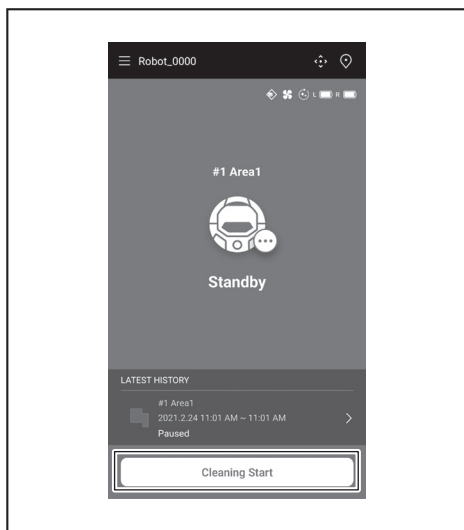 Robot_0000
L R
#1 Area1
Standby
LATEST HISTORY
#1 Area1
2021.2.24 11:01 AM ~ 11:01 AM
Paused
Cleaning Start